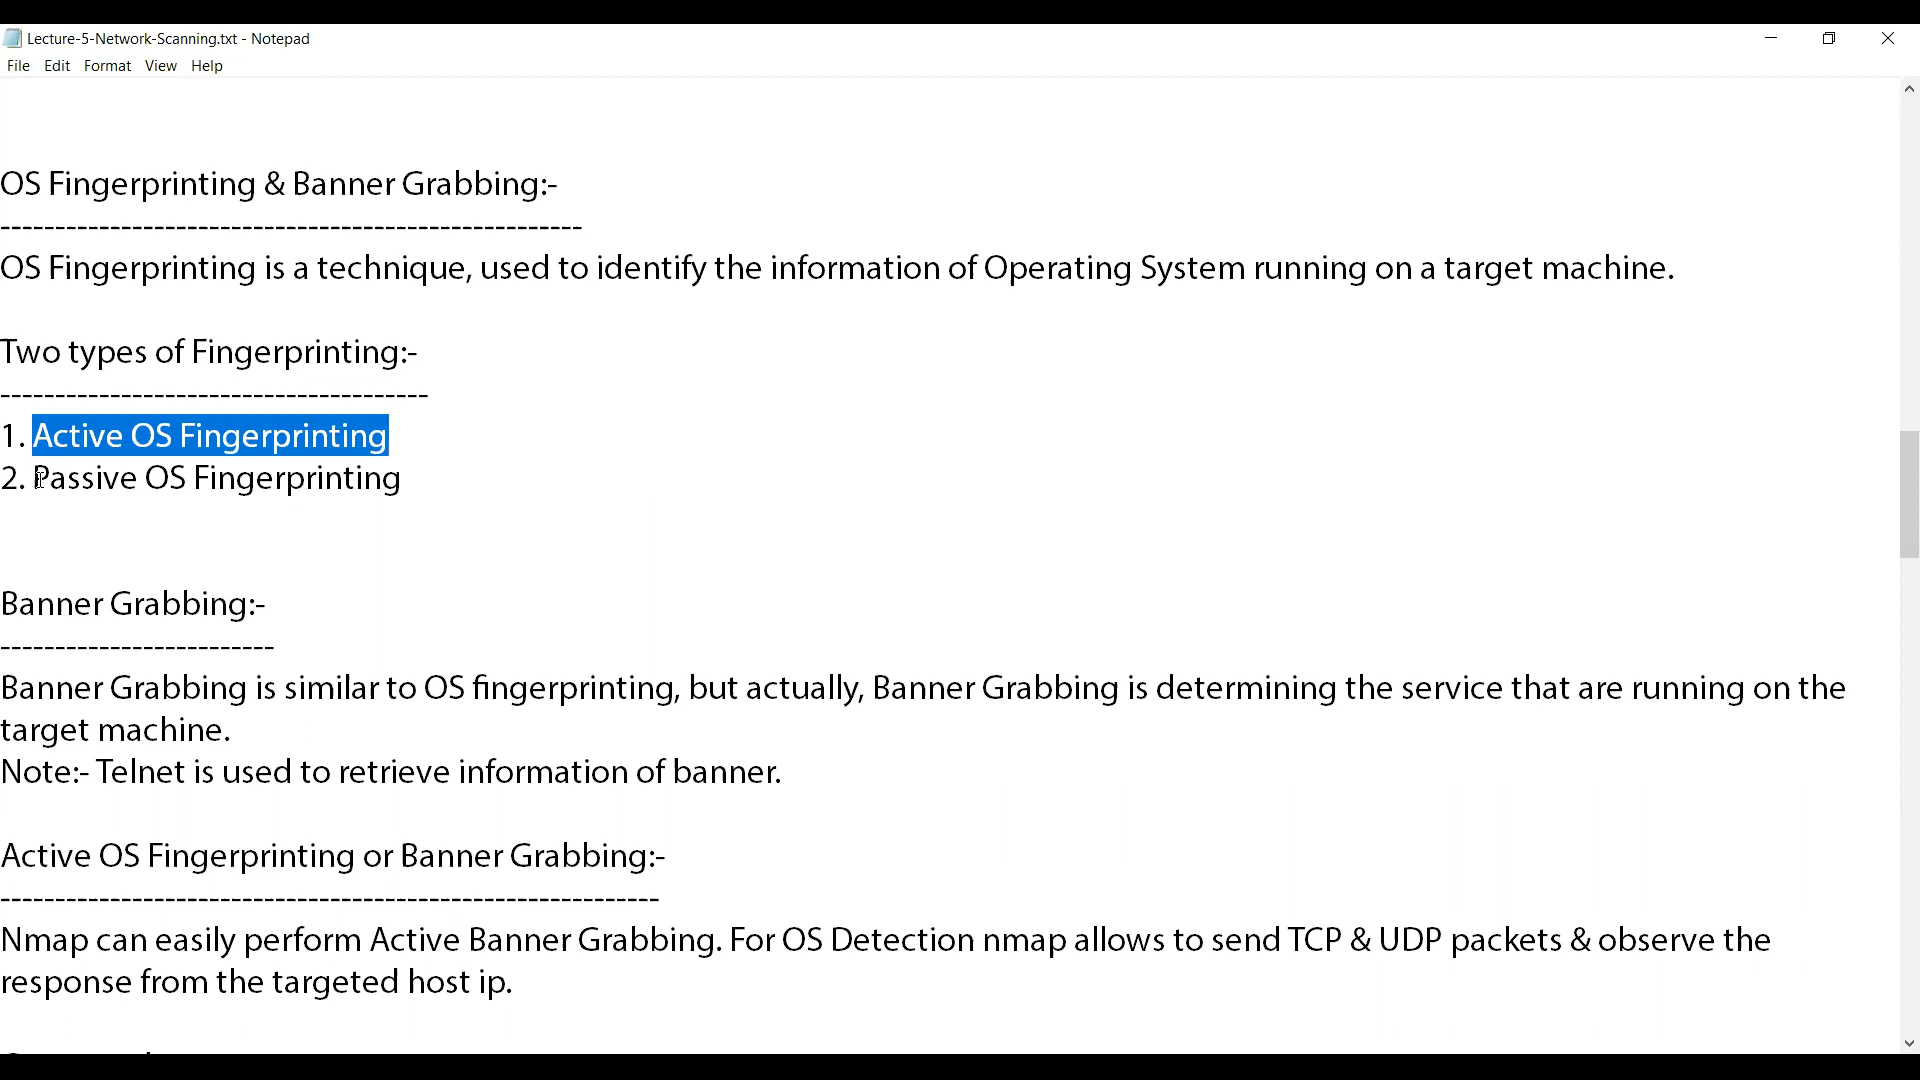 Lecture-5-Network-Scanning.txt - Notepad
File Edit Format View Help
OS Fingerprinting & Banner Grabbing:-
-----------------------------------------------------
OS Fingerprinting is a technique, used to identify the information of Operating System running on a target machine.
Two types of Fingerprinting:-
---------------------------------------
1. Active OS Fingerprinting
2. Passive OS Fingerprinting
Banner Grabbing:-
-------------------------
Banner Grabbing is similar to OS fingerprinting, but actually, Banner Grabbing is determining the service that are running on the
target machine.
Note:- Telnet is used to retrieve information of banner.
Active OS Fingerprinting or Banner Grabbing:-
------------------------------------------------------------
Nmap can easily perform Active Banner Grabbing. For OS Detection nmap allows to send TCP & UDP packets & observe the
response from the targeted host ip.